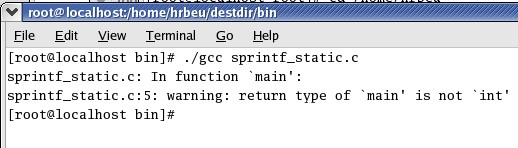 root@localhost:/home/hrbeu/destdir/bin
File Edit View Terminal Go Help
[root@localhost bin]# ./gcc sprintf_static.c
sprintf_static.c: In function `main':
sprintf_static.c:5: warning: return type of `main' is not `int'
[root@localhost bin]#